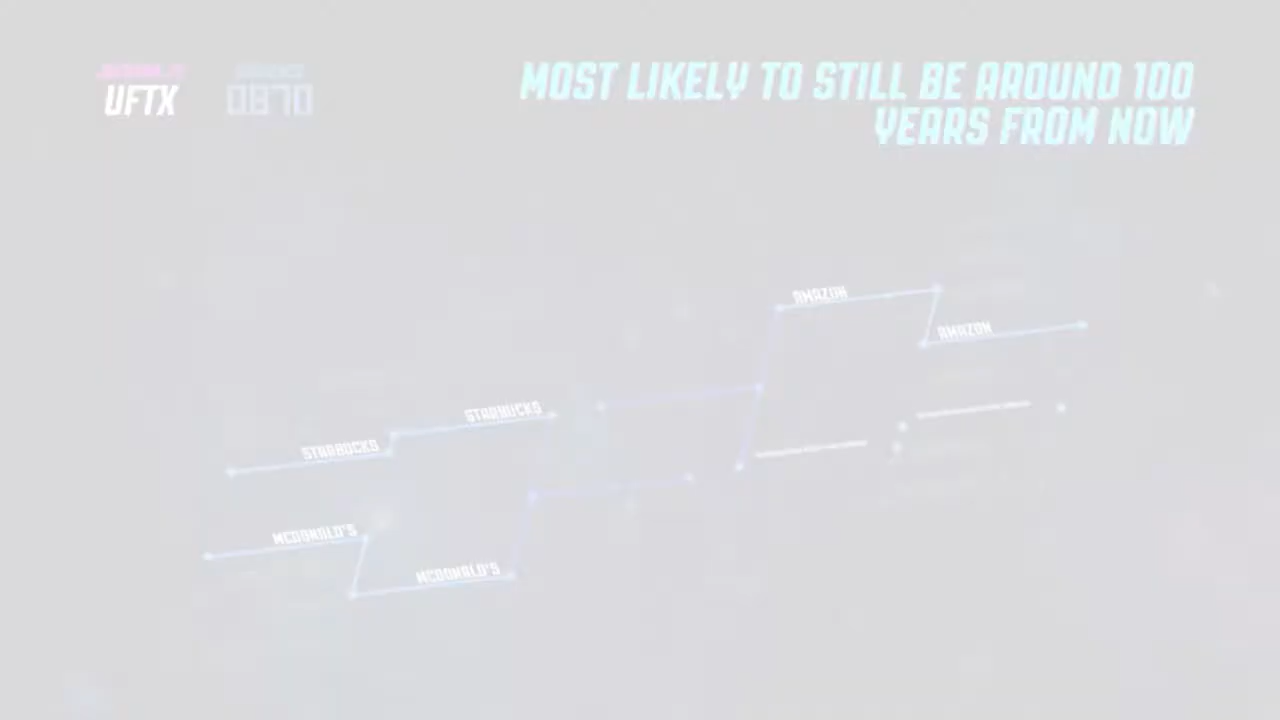 UFTX
MOST LIKELY TO STILL BE AROUND 100
YEARS FROM NOW
AMAZON
AMAZON
STARBUCKS
STARBUCKS
MCDONALD'S
MCDONALD'S